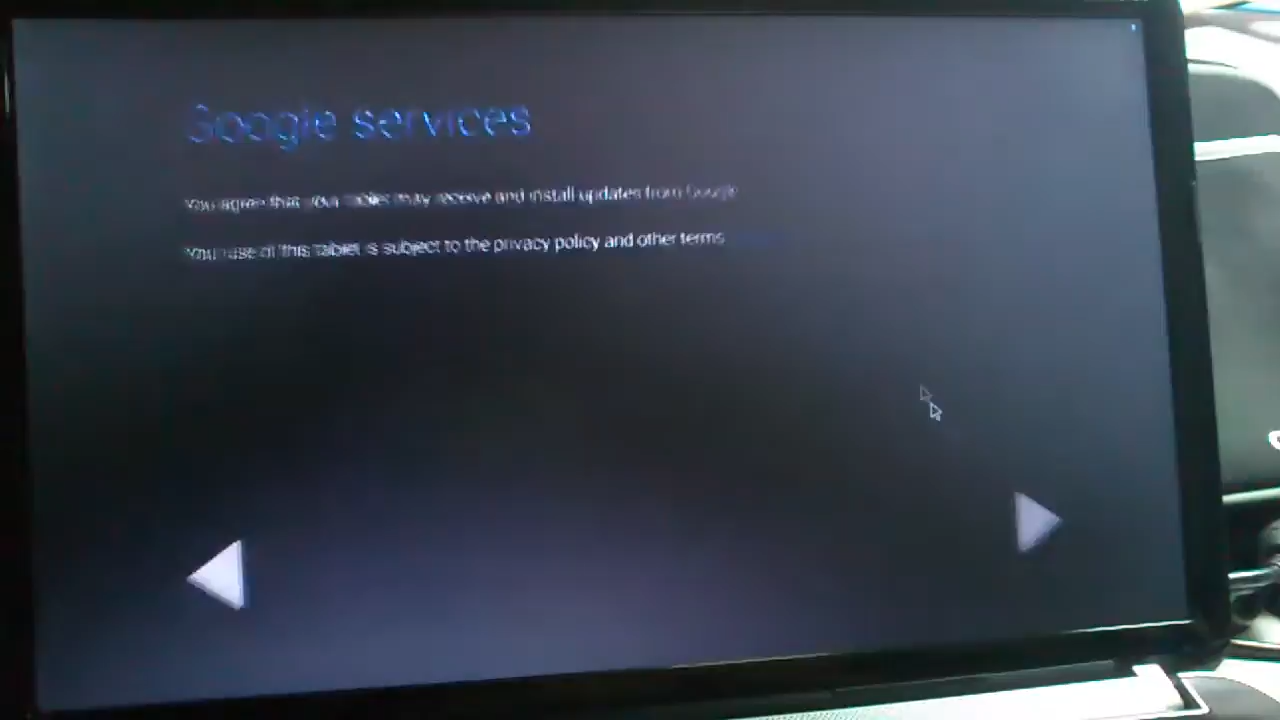 Google services
You agree that your tablet may receive and install updates from Google
Your use of this tablet is subject to the privacy policy and other terms